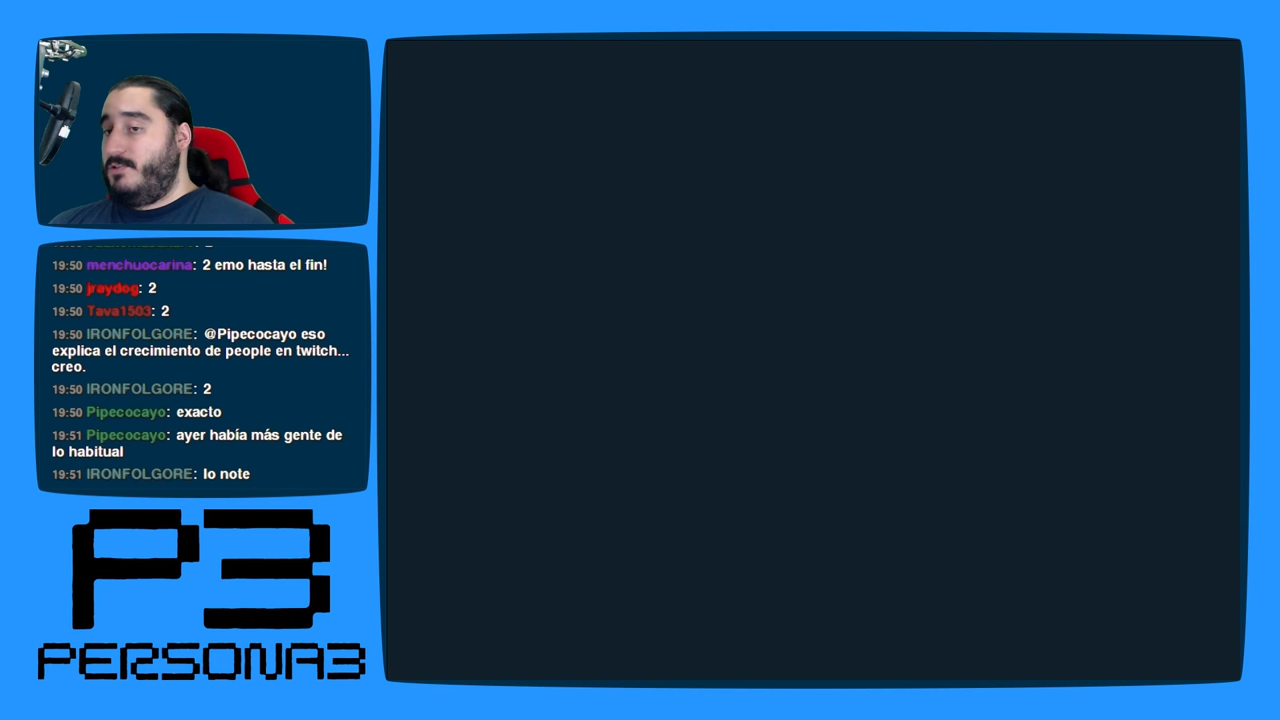 19:50 menchuocarina: 2 emo hasta el fin!
19:50 jraydog: 2
19:50 Tava1503: 2
19:50 IRONFOLGORE: @Pipecocayo eso
explica el crecimiento de people en twitch...
creo.
19:50 IRONFOLGORE: 2
19:50 Pipecocayo: exacto
19:51 Pipecocayo: ayer había más gente de
lo habitual
19:51 IRONFOLGORE: lo note
P3
PERSONA3